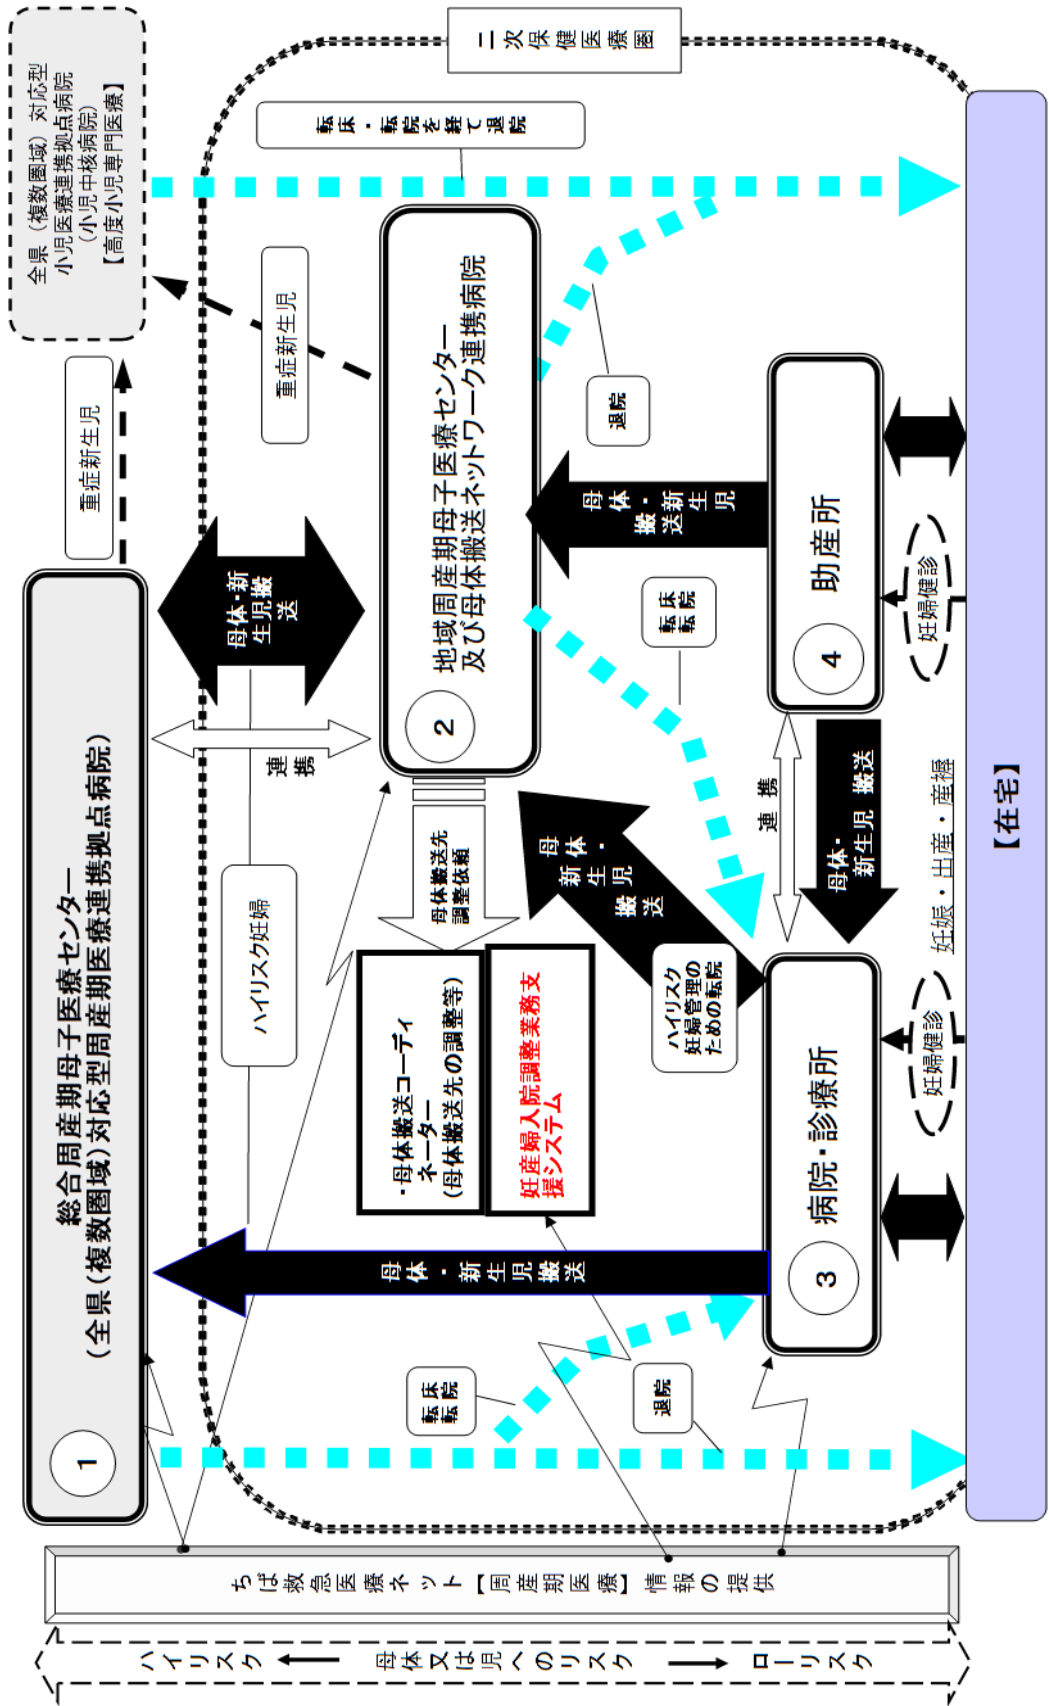 二次保健医療圏
全県（複数圏域）対応型
小児医療連携拠点病院
（小児中核病院）
【高度小児専門医療】
転床・転院を経て退院
重症新生児
重症新生児
総合周産期母子医療センター
（全県（複数圏域）対応型周産期医療連携拠点病院）
1
母体・新
生児搬
送
連携
ハイリスク妊婦
地域周産期母子医療センター
及び母体搬送ネットワーク連携病院
2
退院
母体・新生児
搬送
転床
転院
母体搬送先
調整依頼
・母体搬送コーディ
ネーター
（母体搬送先の調整等）
妊産婦入院調整業務支
援システム
母体・
新生児
搬送
ハイリスク
妊婦管理の
ための転院
母体・新生児搬送
転床
転院
退院
連携
母体・
新生児 搬送
助産所
4
病院・診療所
3
妊婦健診
妊婦健診
妊娠・出産・産褥
【在宅】
ちば救急医療ネット【周産期医療】情報の提供
ハイリスク
母体又は児へのリスク
ローリスク